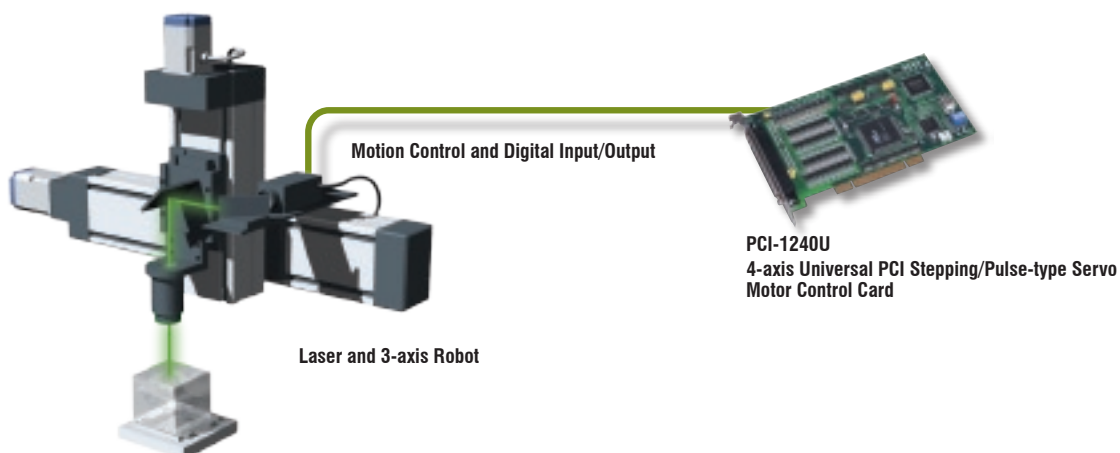 Motion Control and Digital Input/Output
PCI-1240U
4-axis Universal PCI Stepping/Pulse-type Servo
Motor Control Card
Laser and 3-axis Robot